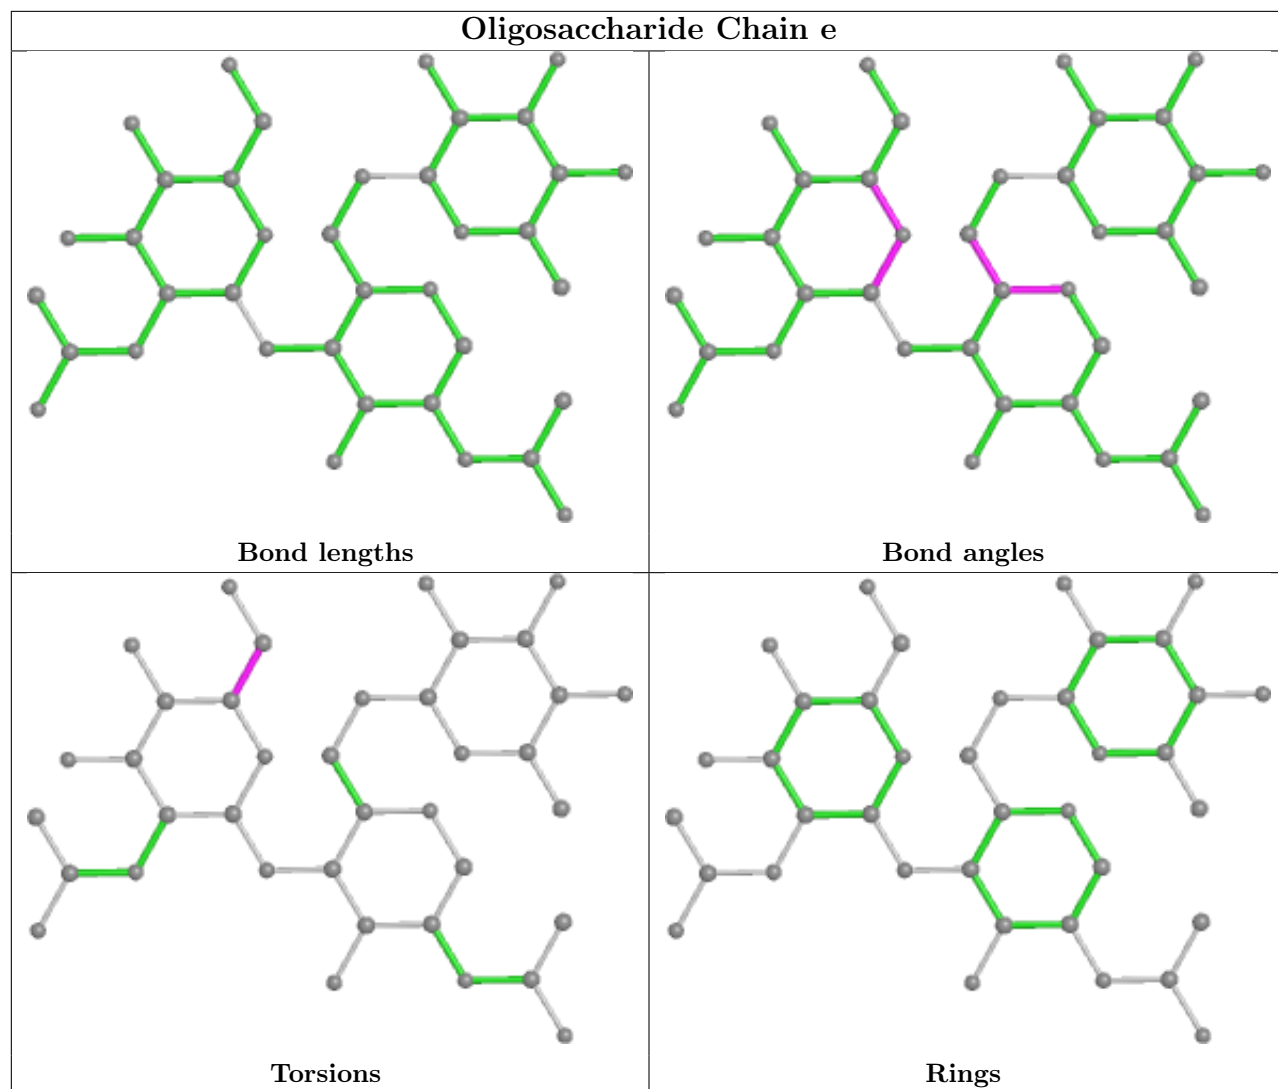 Oligosaccharide Chain e
Bond lengths
Bond angles
Torsions
Rings